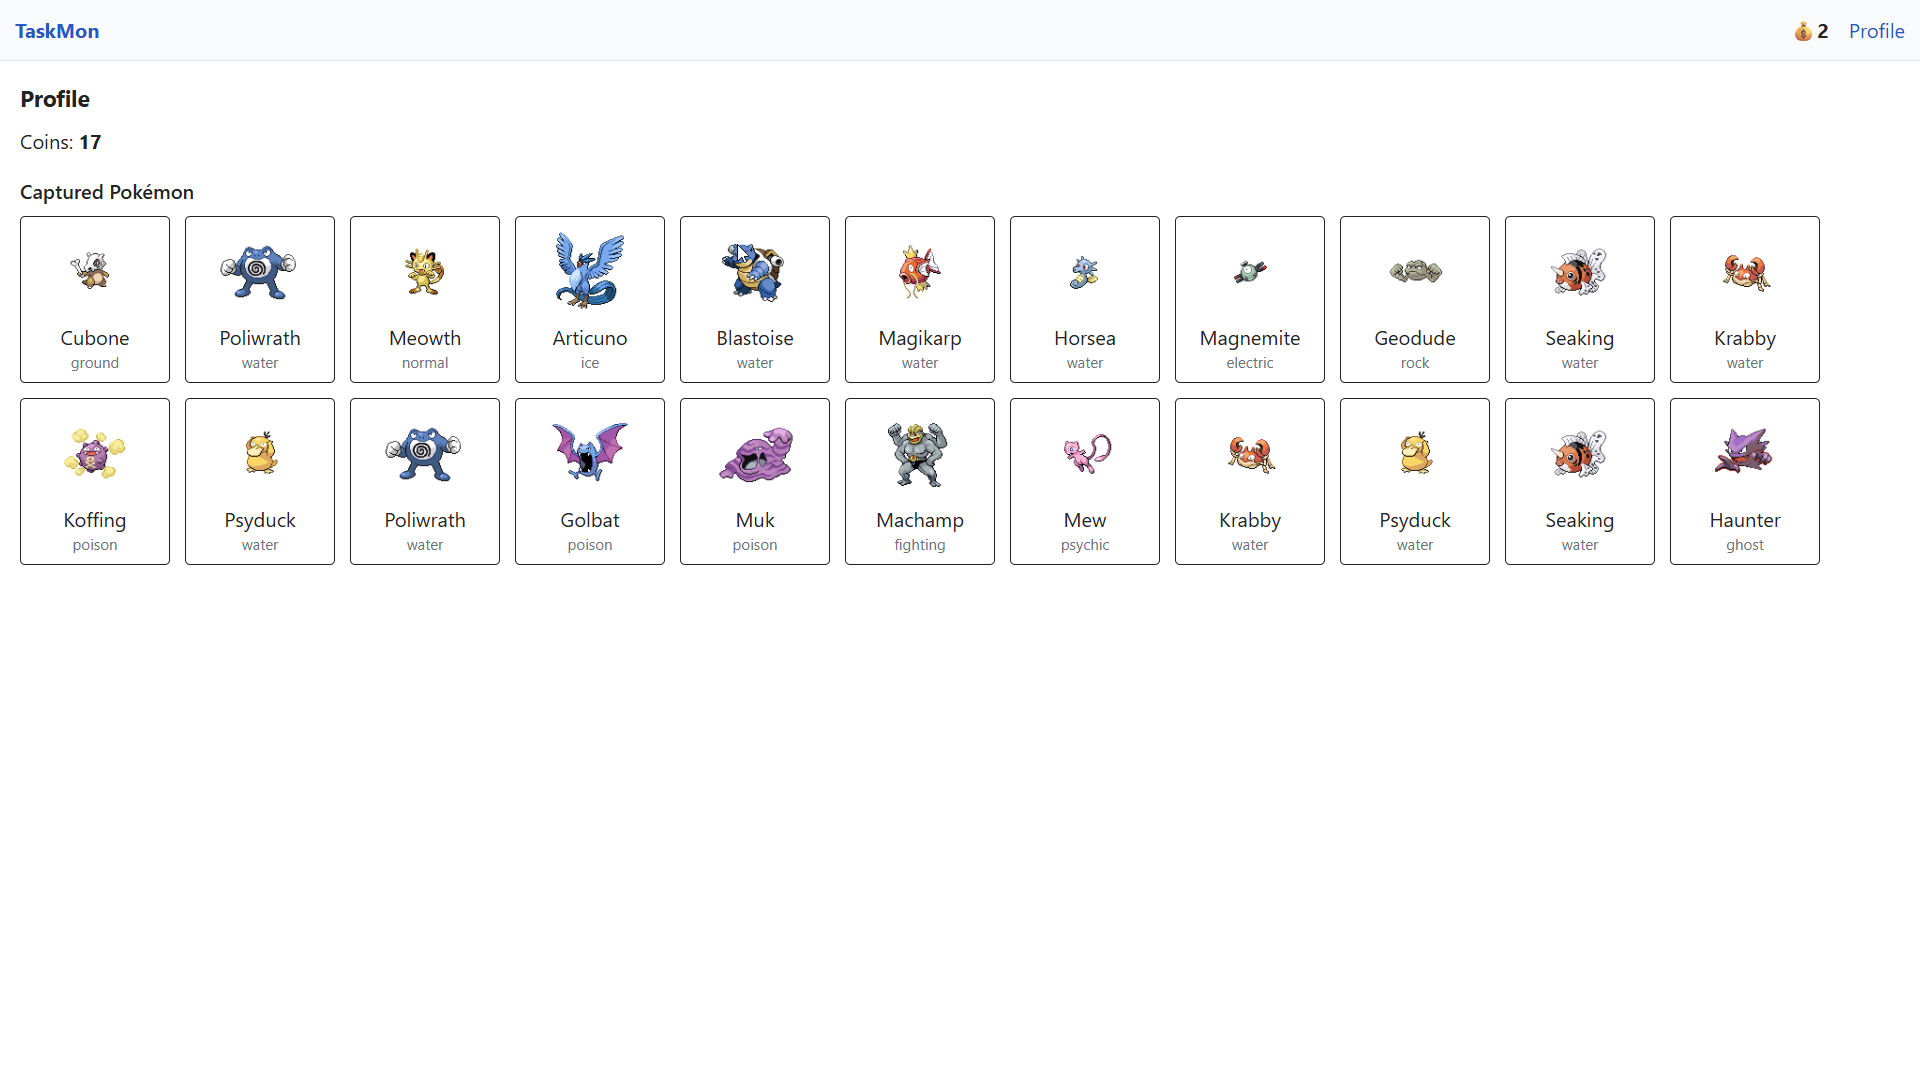 TaskMon
💰 2 Profile
Profile
Coins: 17
Captured Pokémon
Cubone Poliwrath Meowth Articuno Blastoise Magikarp Horsea Magnemite Geodude Seaking Krabby
ground water normal ice water water water electric rock water water
Koffing Psyduck Poliwrath Golbat Muk Machamp Mew Krabby Psyduck Seaking Haunter
poison water water poison poison fighting psychic water water water ghost